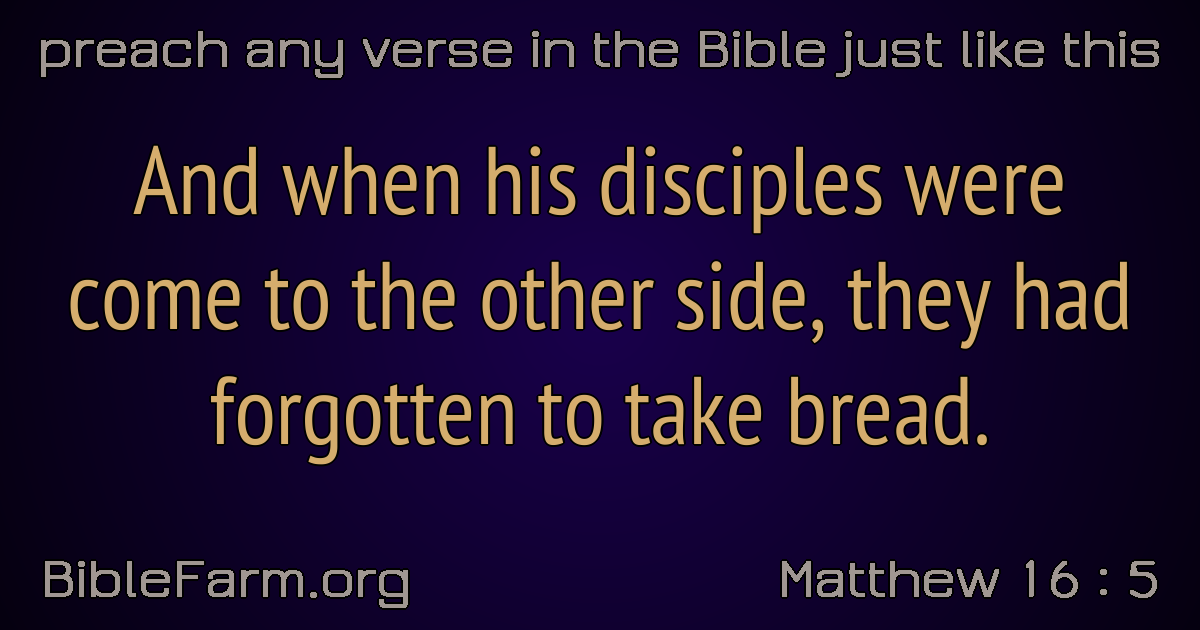 preach any verse in the Bible just like this
And when his disciples were
come to the other side, they had
forgotten to take bread.
BibleFarm.org
Matthew 16 : 5